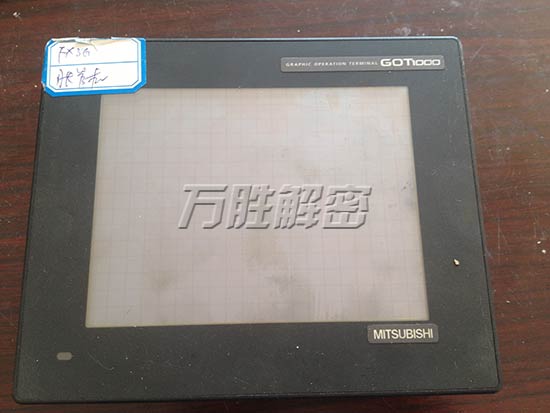 FX3G
GRAPHIC OPERATION TERMINAL GOT1000
万胜解密
MITSUBISHI